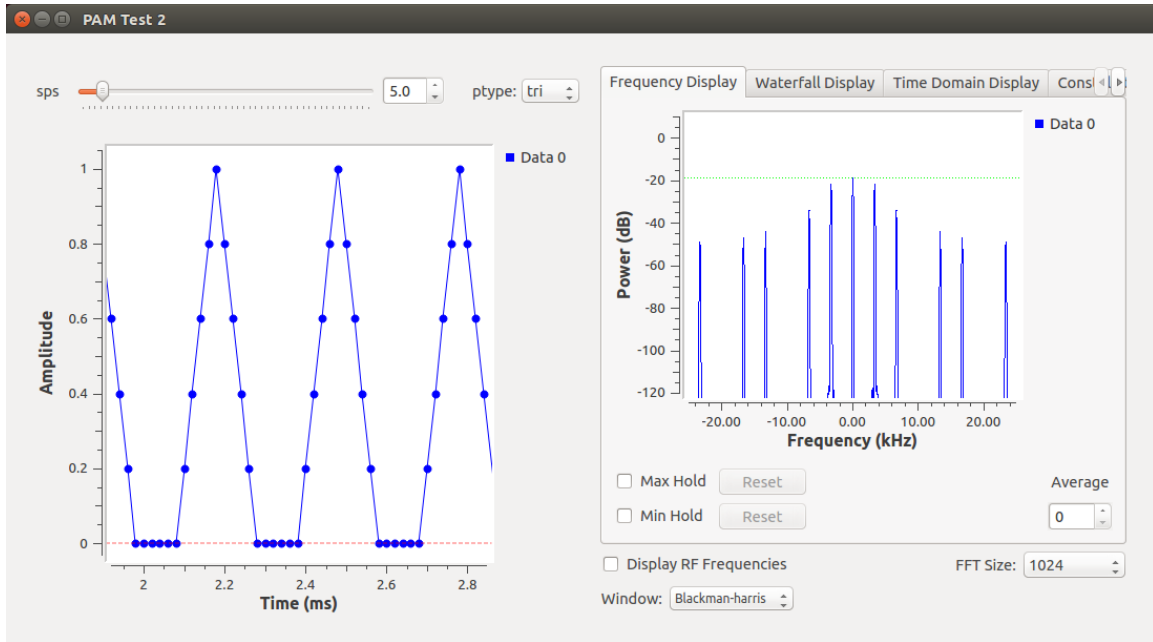 PAM Test 2
sps
5.0
ptype: tri
Data 0
Amplitude
1
0.8
0.6
0.4
0.2
0
2
2.2
2.4
2.6
2.8
Time (ms)
Frequency Display
Waterfall Display
Time Domain Display
Data 0
Power (dB)
0
-20
-40
-60
-80
-100
-120
-20.00
-10.00
0.00
10.00
20.00
Frequency (kHz)
Max Hold
Reset
Average
Min Hold
Reset
0
Display RF Frequencies
FFT Size: 1024
Window: Blackman-harris